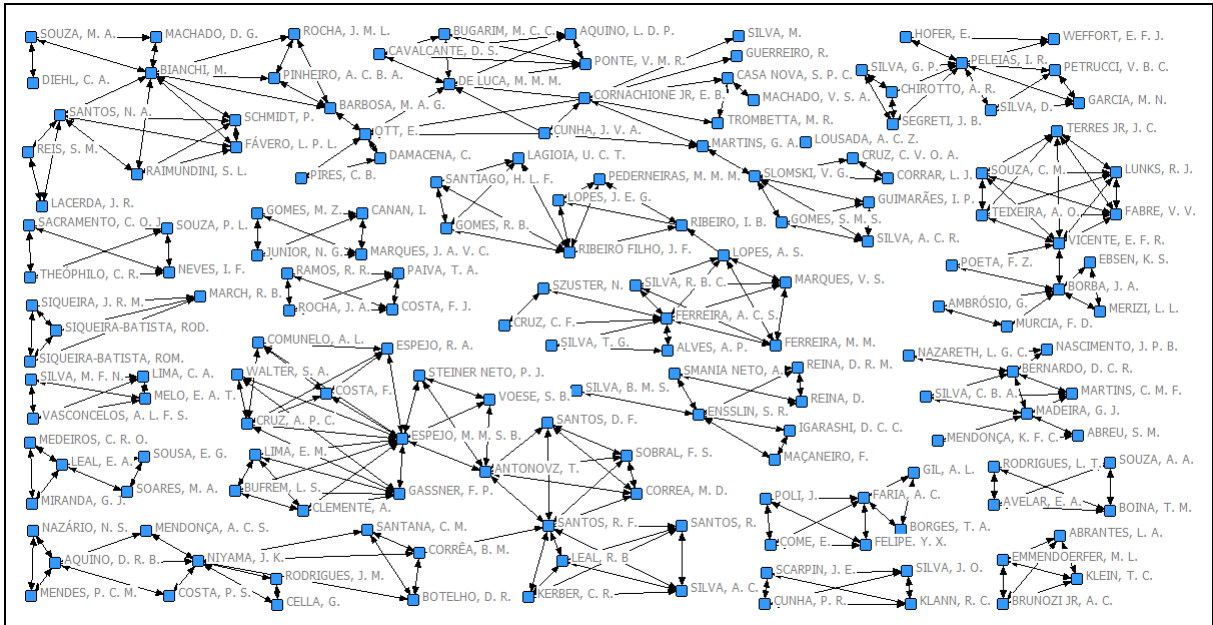 SOUZA, M. A.
MACHADO, D. G.
ROCHA, J. M. L.
BUGARIM, M. C. C.
AQUINO, L. D. P.
SILVA, M.
HOFER, E.
WEFFORT, E. F. J.
CAVALCANTE, D. S.
GUERREIRO, R.
PONTE, V. M. R.
PELEIAS, I. R.
DIEHL, C. A.
BIANCHI, M.
PINHEIRO, A. C. B. A.
DE LUCA, M. M. M.
CASA NOVA, S. P. C.
SILVA, G. P.
PETRUCCI, V. B. C.
CORNACHIONE JR, E. B.
MACHADO, V. S. A.
CHIROTTO, A. R.
GARCIA, M. N.
SANTOS, N. A.
SCHMIDT, P.
BARBOSA, M. A. G.
TROMBETTA, M. R.
SEGRETI, J. B.
SILVA, D.
OTT, E.
CUNHA, J. V. A.
MARTINS, G. A.
LOUSADA, A. C. Z.
TERRES JR, J. C.
REIS, S. M.
FÁVERO, L. P. L.
DAMACENA, C.
LAGIOIA, U. C. T.
CRUZ, C. V. O. A.
RAIMUNDINI, S. L.
PIRES, C. B.
SANTIAGO, H. L. F.
PEDERNEIRAS, M. M. M.
SLOMSKI, V. G.
CORRAR, L. J.
SOUZA, C. M.
LUNKS, R. J.
LACERDA, J. R.
LOPES, J. E. G.
GUIMARÃES, I. P.
SACRAMENTO, C. O. J.
SOUZA, P. L.
GOMES, M. Z.
CANAN, I.
GOMES, R. B.
RIBEIRO, I. B.
GOMES, S. M. S.
TEIXEIRA, A. O.
FABRE, V. V.
JUNIOR, N. G.
MARQUES, J. A. V. C.
RIBEIRO FILHO, J. F.
LOPES, A. S.
SILVA, A. C. R.
VICENTE, E. F. R.
THEÓPHILO, C. R.
NEVES, I. F.
RAMOS, R. R.
PAIVA, T. A.
POETA, F. Z.
EBSEN, K. S.
SIQUEIRA, J. R. M.
MARCH, R. B.
ROCHA, J. A.
COSTA, F. J.
SZUSTER, N.
SILVA, R. B. C.
MARQUES, V. S.
BORBA, J. A.
SIQUEIRA-BATISTA, ROD.
CRUZ, C. F.
FERREIRA, A. C. S.
AMBRÓSIO, G.
MURCIA, F. D.
MERIZI, L. L.
SIQUEIRA-BATISTA, ROM.
COMUNELO, A. L.
ESPEJO, R. A.
SILVA, T. G.
ALVES, A. P.
FERREIRA, M. M.
NAZARETH, L. G. C.
NASCIMENTO, J. P. B.
SILVA, M. F. N.
LIMA, C. A.
WALTER, S. A.
STEINER NETO, P. J.
SMANIA NETO, A.
REINA, D. R. M.
BERNARDO, D. C. R.
MELO, E. A. T.
COSTA, F.
VOESE, S. B.
SILVA, B. M. S.
REINA, D.
SILVA, C. B. A.
MARTINS, C. M. F.
VASCONCELOS, A. L. F. S.
CRUZ, A. P. C.
SANTOS, D. F.
ENSSLIN, S. R.
MADEIRA, G. J.
MEDEIROS, C. R. O.
SOUSA, E. G.
LIMA, E. M.
ESPEJO, M. M. S. B.
IGARASHI, D. C. C.
MENDONÇA, K. F. C.
ABREU, S. M.
LEAL, E. A.
SOBRAL, F. S.
MAÇANEIRO, F.
ANTONOVZ, T.
GIL, A. L.
RODRIGUES, L. T.
SOUZA, A. A.
MIRANDA, G. J.
SOARES, M. A.
BUFREM, L. S.
CLEMENTE, A.
GASSNER, F. P.
CORREA, M. D.
POLI, J.
FARIA, A. C.
AVELAR, E. A.
BOINA, T. M.
NAZÁRIO, N. S.
MENDONÇA, A. C. S.
SANTANA, C. M.
SANTOS, R. F.
SANTOS, R.
BORGES, T. A.
ABRANTES, L. A.
COME, E.
FELIPE, Y. X.
AQUINO, D. R. B.
NIYAMA, J. K.
CORRÊA, B. M.
LEAL, R. B
EMMENDOERFER, M. L.
SCARPIN, J. E.
SILVA, J. O.
KLEIN, T. C.
MENDES, P. C. M.
COSTA, P. S.
RODRIGUES, J. M.
BOTELHO, D. R.
KERBER, C. R.
SILVA, A. C.
CELLA, G.
CUNHA, P. R.
KLANN, R. C.
BRUNOZI JR, A. C.